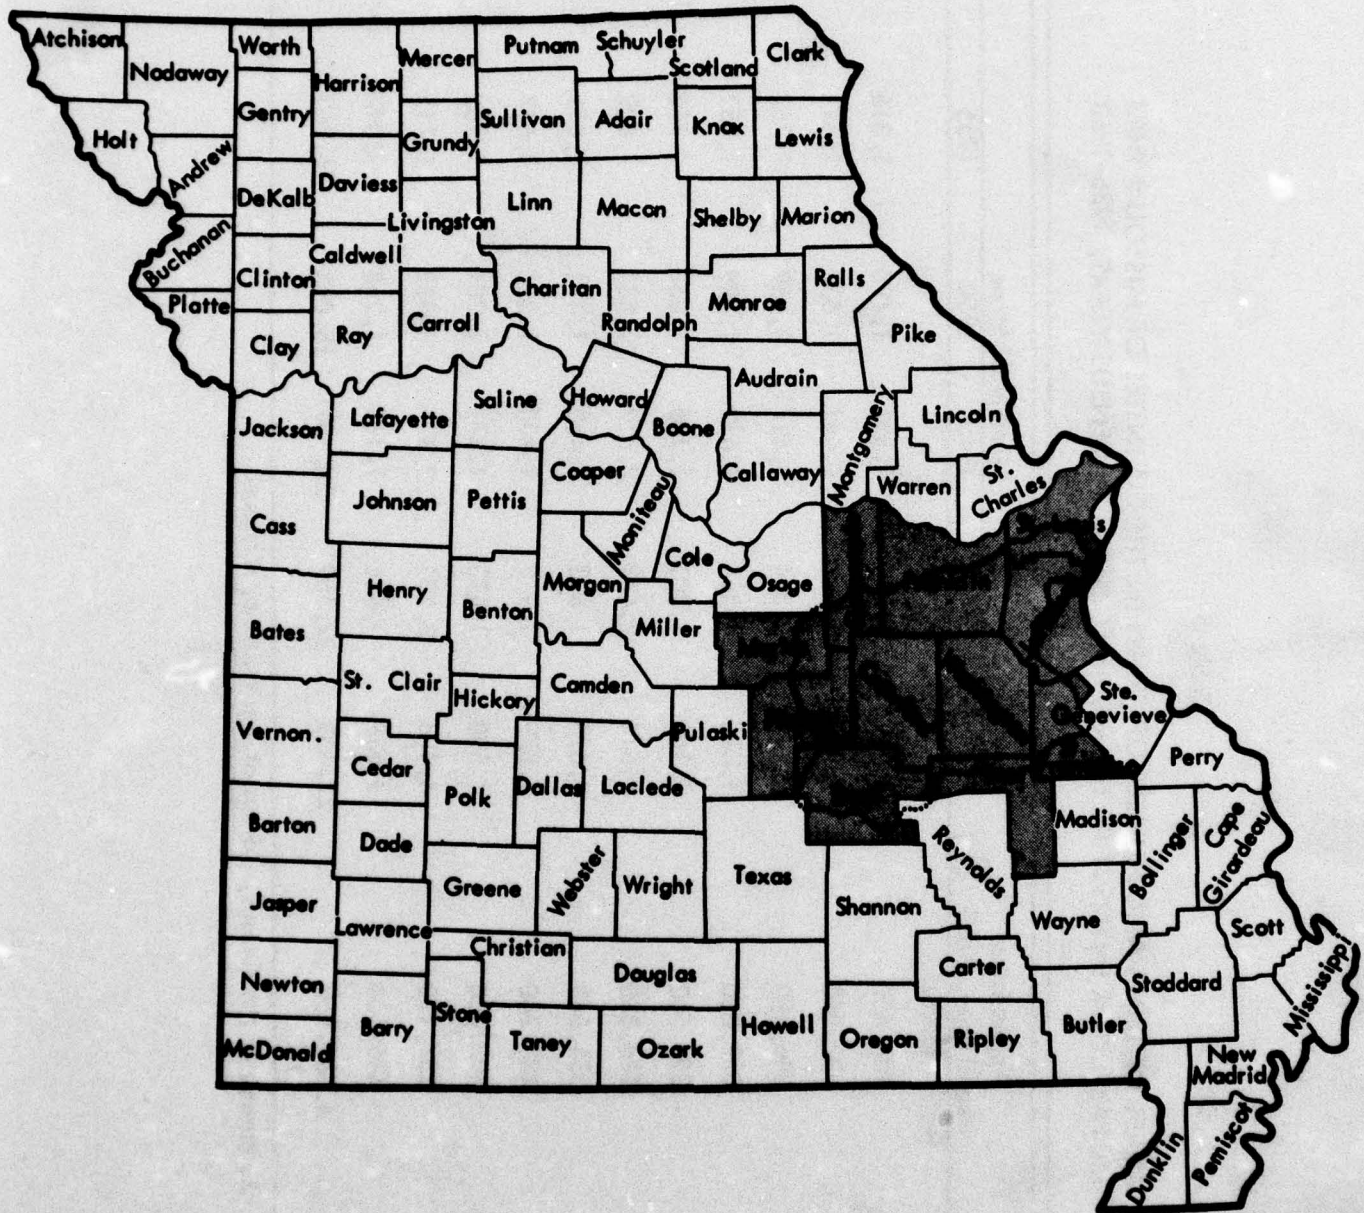 Atchison
Nodaway
Worth
Harrison
Mercer
Putnam
Schuyler
Scotland
Clark
Gentry
Sullivan
Adair
Knax
Lewis
Holt
Andrew
Grundy
DeKalb
Daviess
Livingston
Linn
Macon
Shelby
Marion
Buchanan
Clinton
Caldwell
Charitan
Randolph
Monroe
Ralls
Platte
Clay
Ray
Carroll
Pike
Audrain
Jackson
Lafayette
Saline
Howard
Boone
Callaway
Montgomery
Lincoln
Warren
St.
Charles
Cooper
Moniteau
Johnson
Pettis
Cass
Cole
Osage
Henry
Benton
Morgan
Miller
Bates
St. Clair
Hickory
Camden
Pulaski
Ste.
Genevieve
Vernon.
Cedar
Polk
Dallas
Laclede
Perry
Barton
Dade
Madison
Bollinger
Cape
Girardeau
Reynolds
Greene
Webster
Wright
Texas
Jasper
Lawrence
Shannon
Wayne
Scott
Christian
Douglas
Carter
Stoddard
Mississippi
Newton
Stone
Barry
Taney
Ozark
Howell
Oregon
Ripley
Butler
McDonald
New
Madrid
Dunklin
Pemiscot